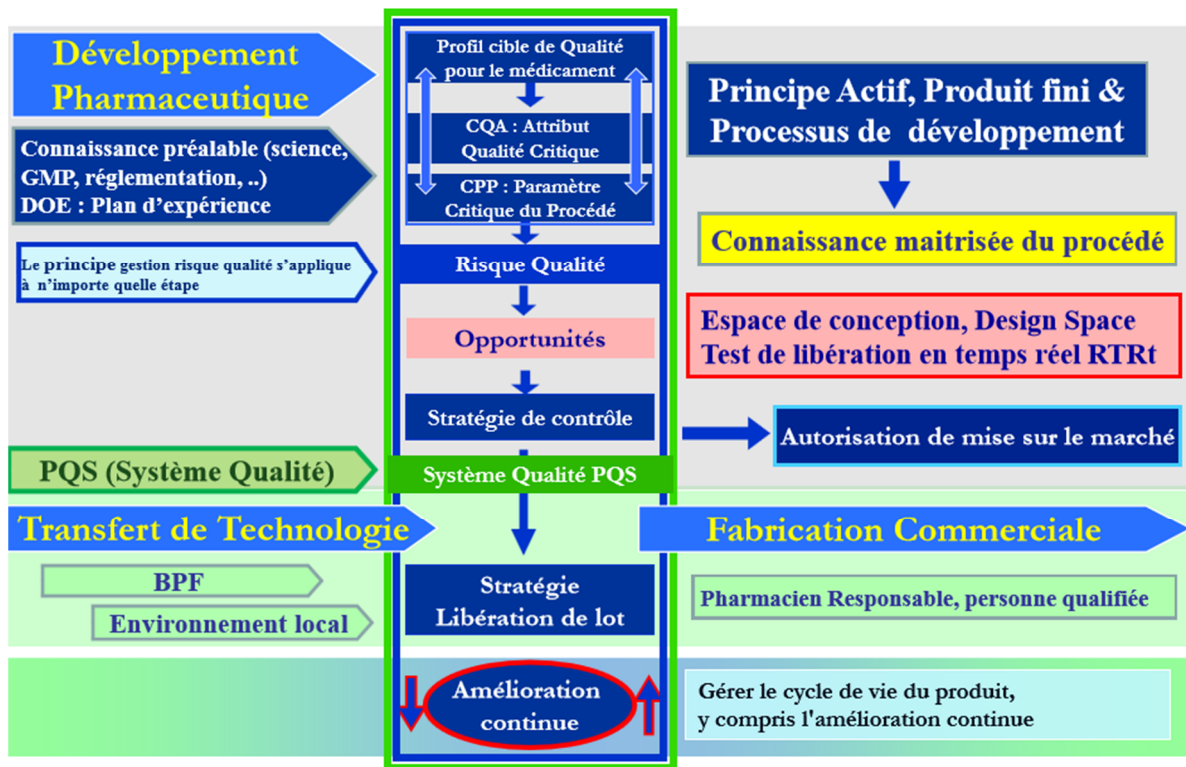 Développement
Pharmaceutique
Connaissance préalable (science,
GMP, réglementation, ..)
DOE : Plan d'expérience
Le principe gestion risque qualité s'applique
à n'importe quelle étape
PQS (Système Qualité)
Transfert de Technologie
BPF
Environnement local
Profil cible de Qualité
pour le médicament
CQA : Attribut
Qualité Critique
CPP : Paramètre
Critique du Procédé
Risque Qualité
Opportunités
Stratégie de contrôle
Système Qualité PQS
Stratégie
Libération de lot
Amélioration
continue
Principe Actif, Produit fini &
Processus de développement
Connaissance maitrisée du procédé
Espace de conception, Design Space
Test de libération en temps réel RTRt
Autorisation de mise sur le marché
Fabrication Commerciale
Pharmacien Responsable, personne qualifiée
Gérer le cycle de vie du produit,
y compris l'amélioration continue